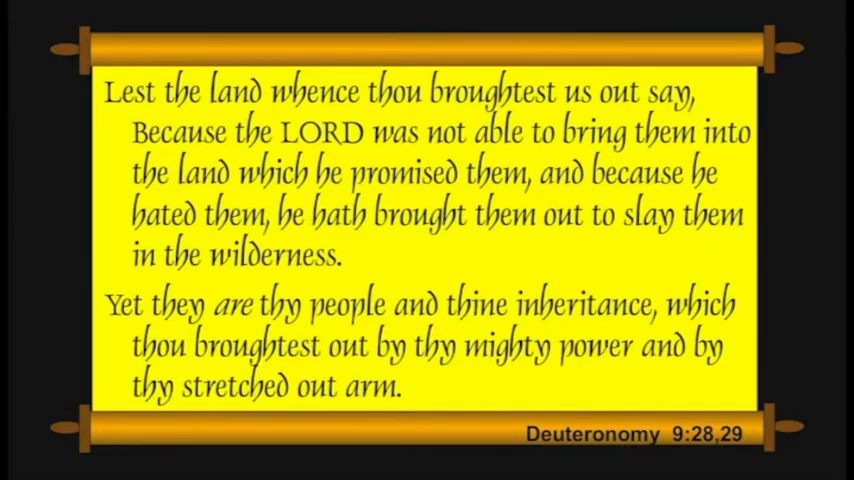 Lest the land whence thou broughtest us out say,
Because the LORD was not able to bring them into
the land which he promised them, and because he
hated them, he hath brought them out to slay them
in the wilderness.
Yet they are thy people and thine inheritance, which
thou broughtest out by thy mighty power and by
thy stretched out arm.
Deuteronomy 9:28,29